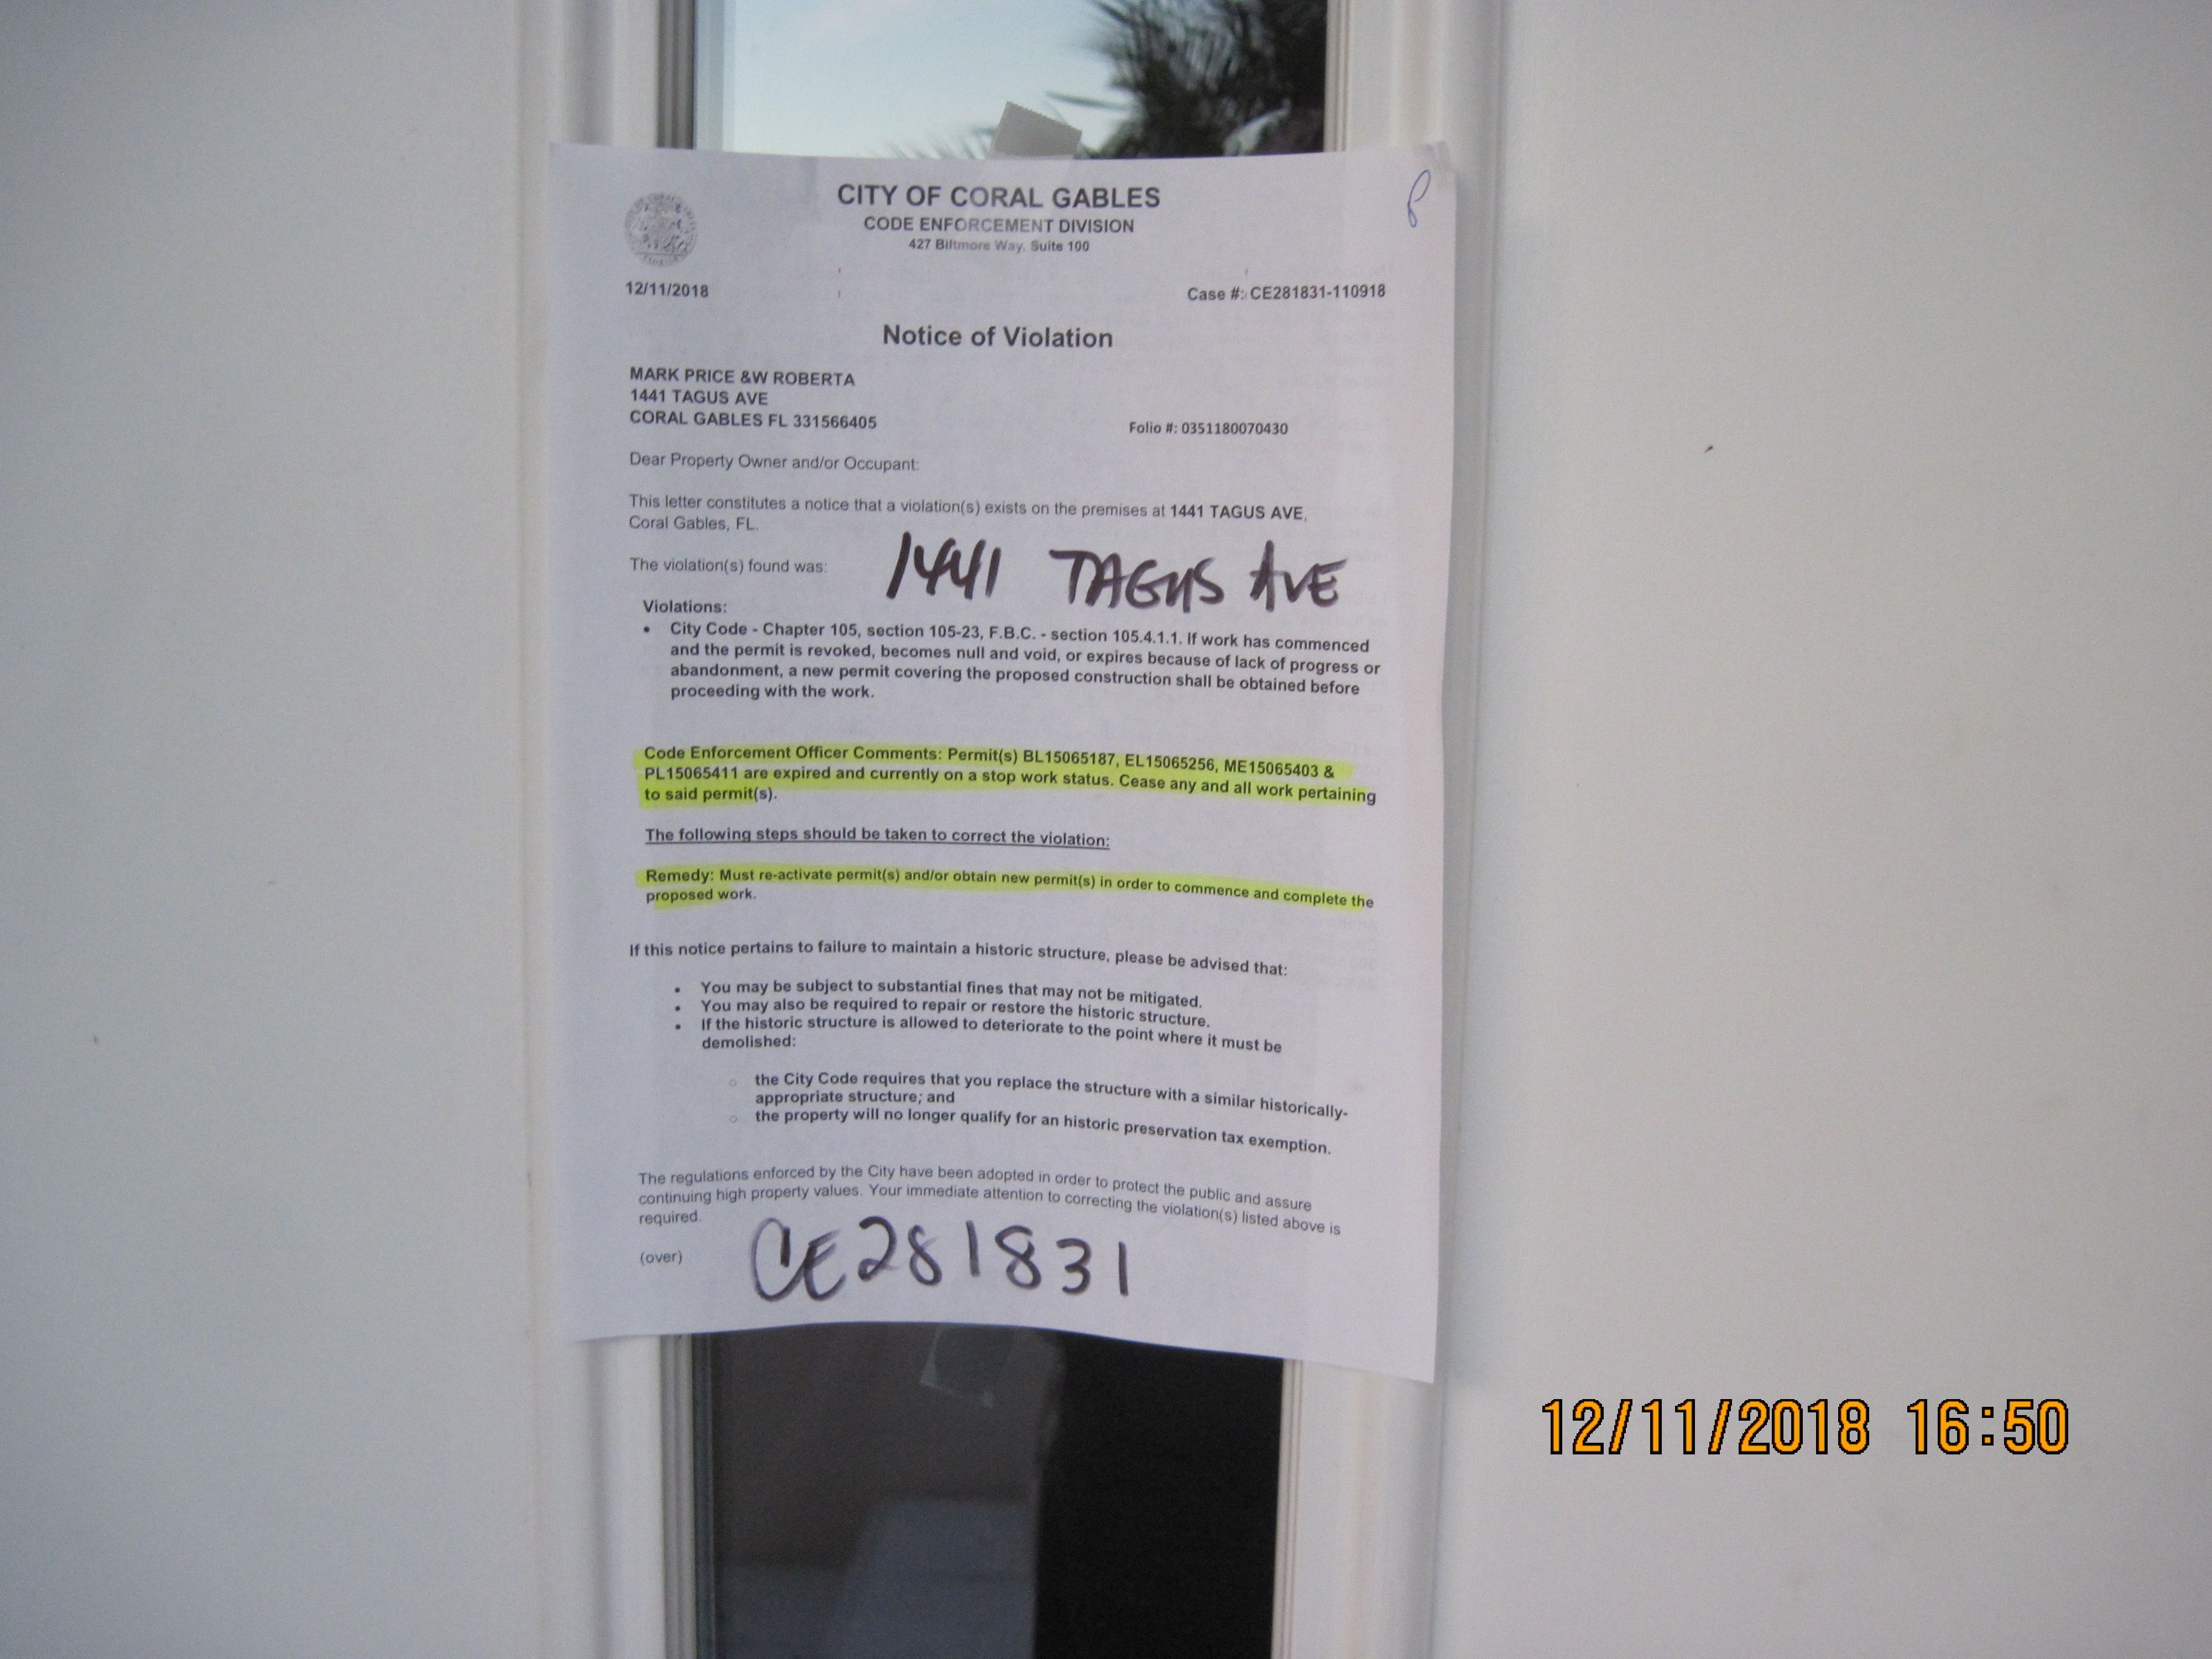 CITY OF CORAL GABLES
CODE ENFORCEMENT DIVISION
427 Biltmore Way, Suite 100
12/11/2018
Case #: CE281831-110918
Notice of Violation
MARK PRICE &W ROBERTA
1441 TAGUS AVE
CORAL GABLES FL 331566405
Folio #: 0351180070430
Dear Property Owner and/or Occupant:
This letter constitutes a notice that a violation(s) exists on the premises at 1441 TAGUS AVE,
Coral Gables, FL.
The violation(s) found was:
1441 TAGUS AVE
Violations:
• City Code - Chapter 105, section 105-23, F.B.C. - section 105.4.1.1. If work has commenced
and the permit is revoked, becomes null and void, or expires because of lack of progress or
abandonment, a new permit covering the proposed construction shall be obtained before
proceeding with the work.
Code Enforcement Officer Comments: Permit(s) BL15065187, EL15065256, ME15065403 &
PL15065411 are expired and currently on a stop work status. Cease any and all work pertaining
to said permit(s).
The following steps should be taken to correct the violation:
Remedy: Must re-activate permit(s) and/or obtain new permit(s) in order to commence and complete the
proposed work.
If this notice pertains to failure to maintain a historic structure, please be advised that:
• You may be subject to substantial fines that may not be mitigated.
• You may also be required to repair or restore the historic structure.
• If the historic structure is allowed to deteriorate to the point where it must be
demolished:
○ the City Code requires that you replace the structure with a similar historically-
appropriate structure; and
○ the property will no longer qualify for an historic preservation tax exemption.
The regulations enforced by the City have been adopted in order to protect the public and assure
continuing high property values. Your immediate attention to correcting the violation(s) listed above is
required.
(over)
CE281831
12/11/2018 16:50